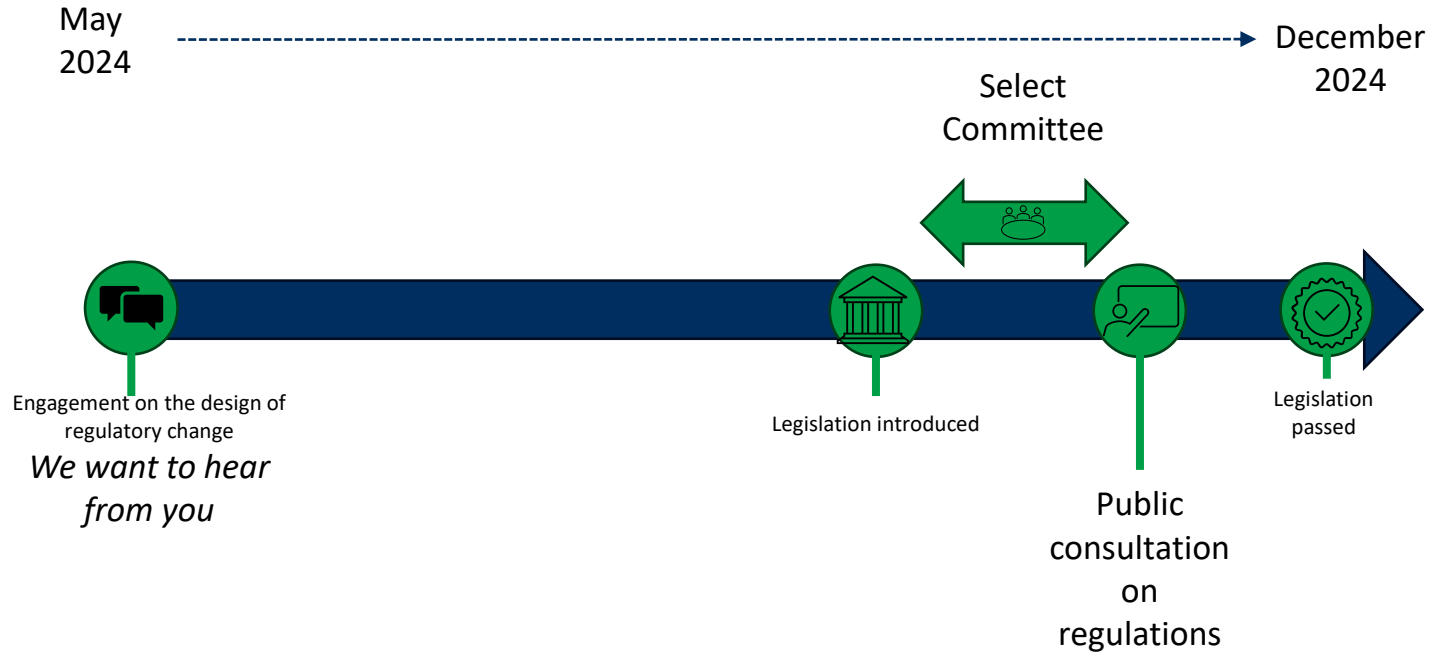 May
2024
December
2024
Select
Committee
Engagement on the design of
regulatory change
We want to hear
from you
Legislation introduced
Public
consultation
on
regulations
Legislation
passed